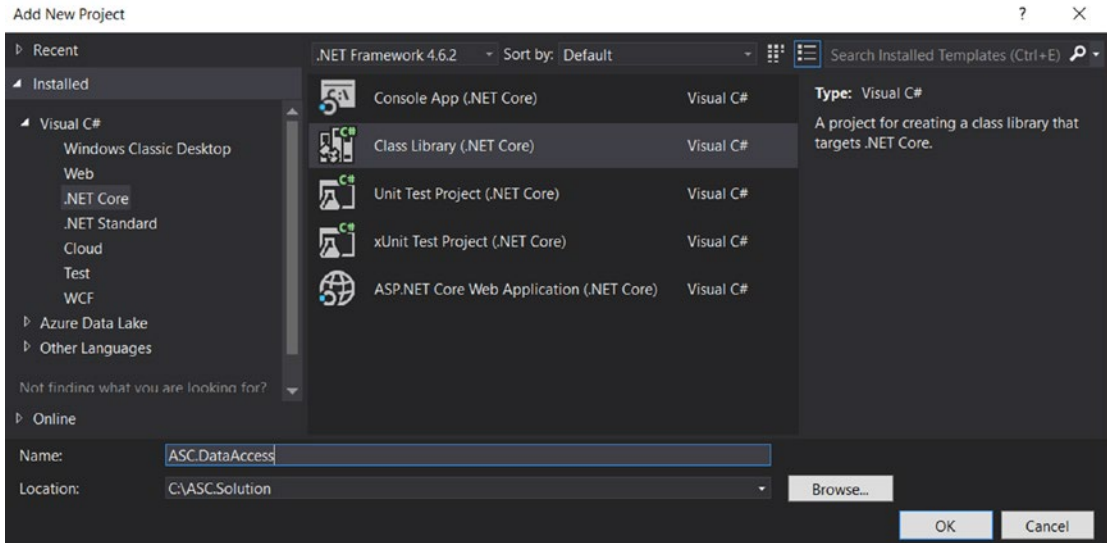 Add New Project
?
Recent
.NET Framework 4.6.2
Sort by: Default
Search Installed Templates (Ctrl+E)
Installed
Visual C#
Windows Classic Desktop
Web
.NET Core
.NET Standard
Cloud
Test
WCF
Azure Data Lake
Other Languages
Not finding what you are looking for?
Online
Console App (.NET Core) Visual C#
Class Library (.NET Core) Visual C#
Unit Test Project (.NET Core) Visual C#
xUnit Test Project (.NET Core) Visual C#
ASP.NET Core Web Application (.NET Core) Visual C#
Type: Visual C#
A project for creating a class library that
targets .NET Core.
Name: ASC.DataAccess
Location: C:\ASC.Solution
Browse...
OK
Cancel